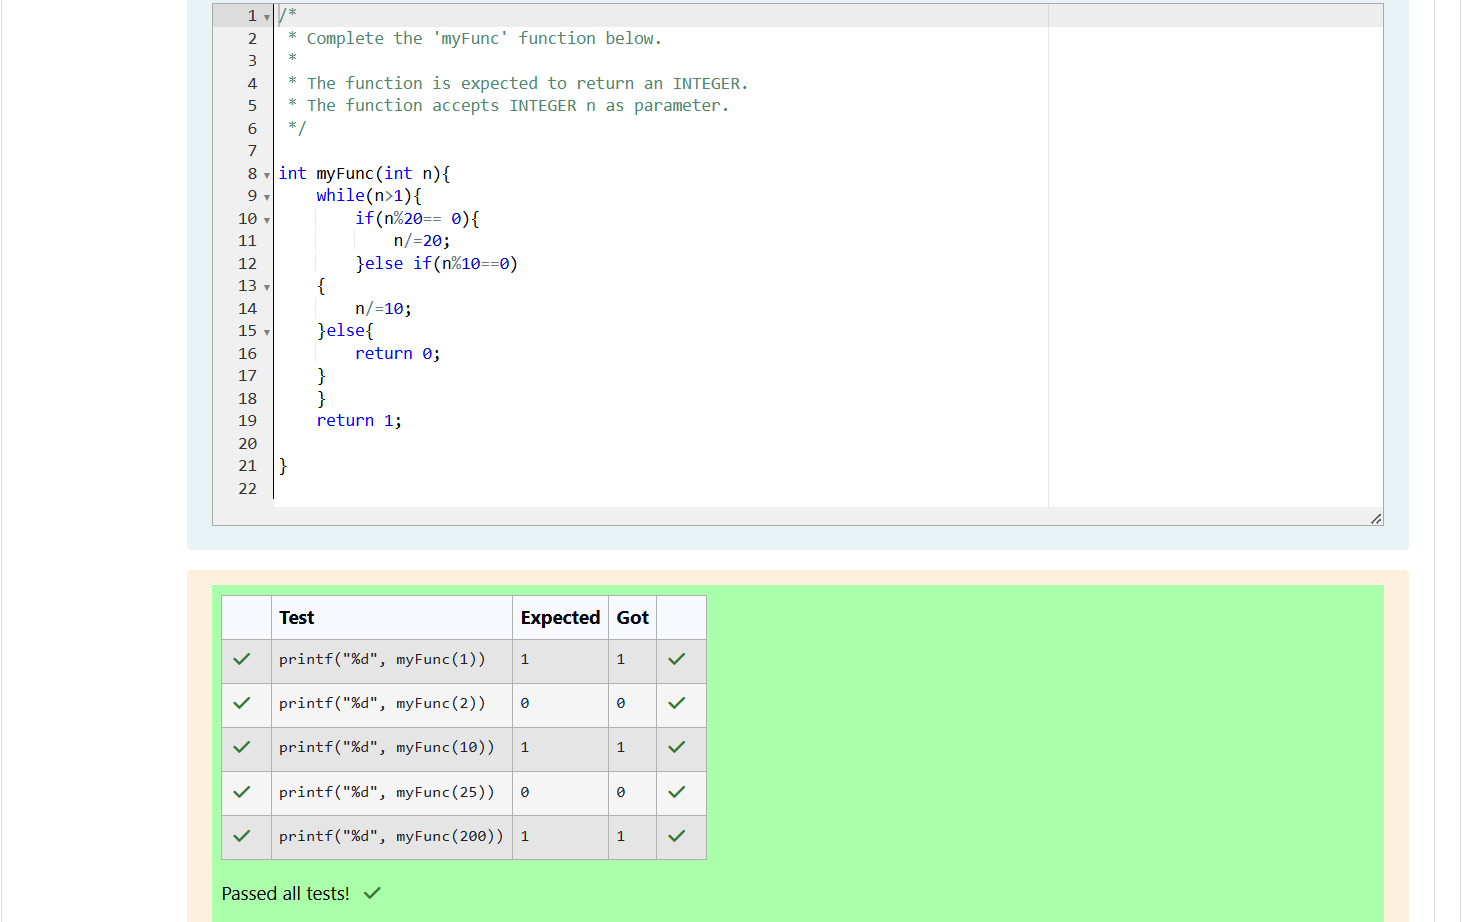 1 /*
2  * Complete the 'myFunc' function below.
3  *
4  * The function is expected to return an INTEGER.
5  * The function accepts INTEGER n as parameter.
6  */
7
8 int myFunc(int n){
9     while(n>1){
10         if(n%20== 0){
11             n/=20;
12         }else if(n%10==0)
13     {
14         n/=10;
15     }else{
16         return 0;
17     }
18     }
19     return 1;
20
21 }
22
Test Expected Got
printf("%d", myFunc(1)) 1 1
printf("%d", myFunc(2)) 0 0
printf("%d", myFunc(10)) 1 1
printf("%d", myFunc(25)) 0 0
printf("%d", myFunc(200)) 1 1
Passed all tests!